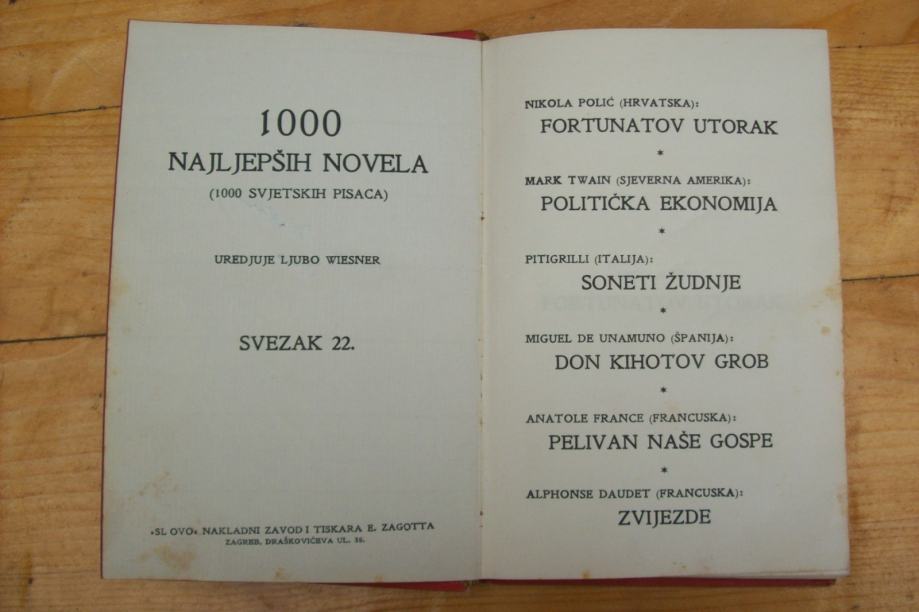 1000
NAJLJEPŠIH NOVELA
(1000 SVJETSKIH PISACA)
UREDJUJE LJUBO WIESNER
SVEZAK 22.
»SLOVO« NAKLADNI ZAVOD I TISKARA E. ZAGOTTA
ZAGREB, DRAŠKOVIĆEVA UL. 36.
NIKOLA POLIĆ (HRVATSKA):
FORTUNATOV UTORAK
*
MARK TWAIN (SJEVERNA AMERIKA):
POLITIČKA EKONOMIJA
*
PITIGRILLI (ITALIJA):
SONETI ŽUDNJE
*
MIGUEL DE UNAMUNO (ŠPANIJA):
DON KIHOTOV GROB
*
ANATOLE FRANCE (FRANCUSKA):
PELIVAN NAŠE GOSPE
*
ALPHONSE DAUDET (FRANCUSKA):
ZVIJEZDE